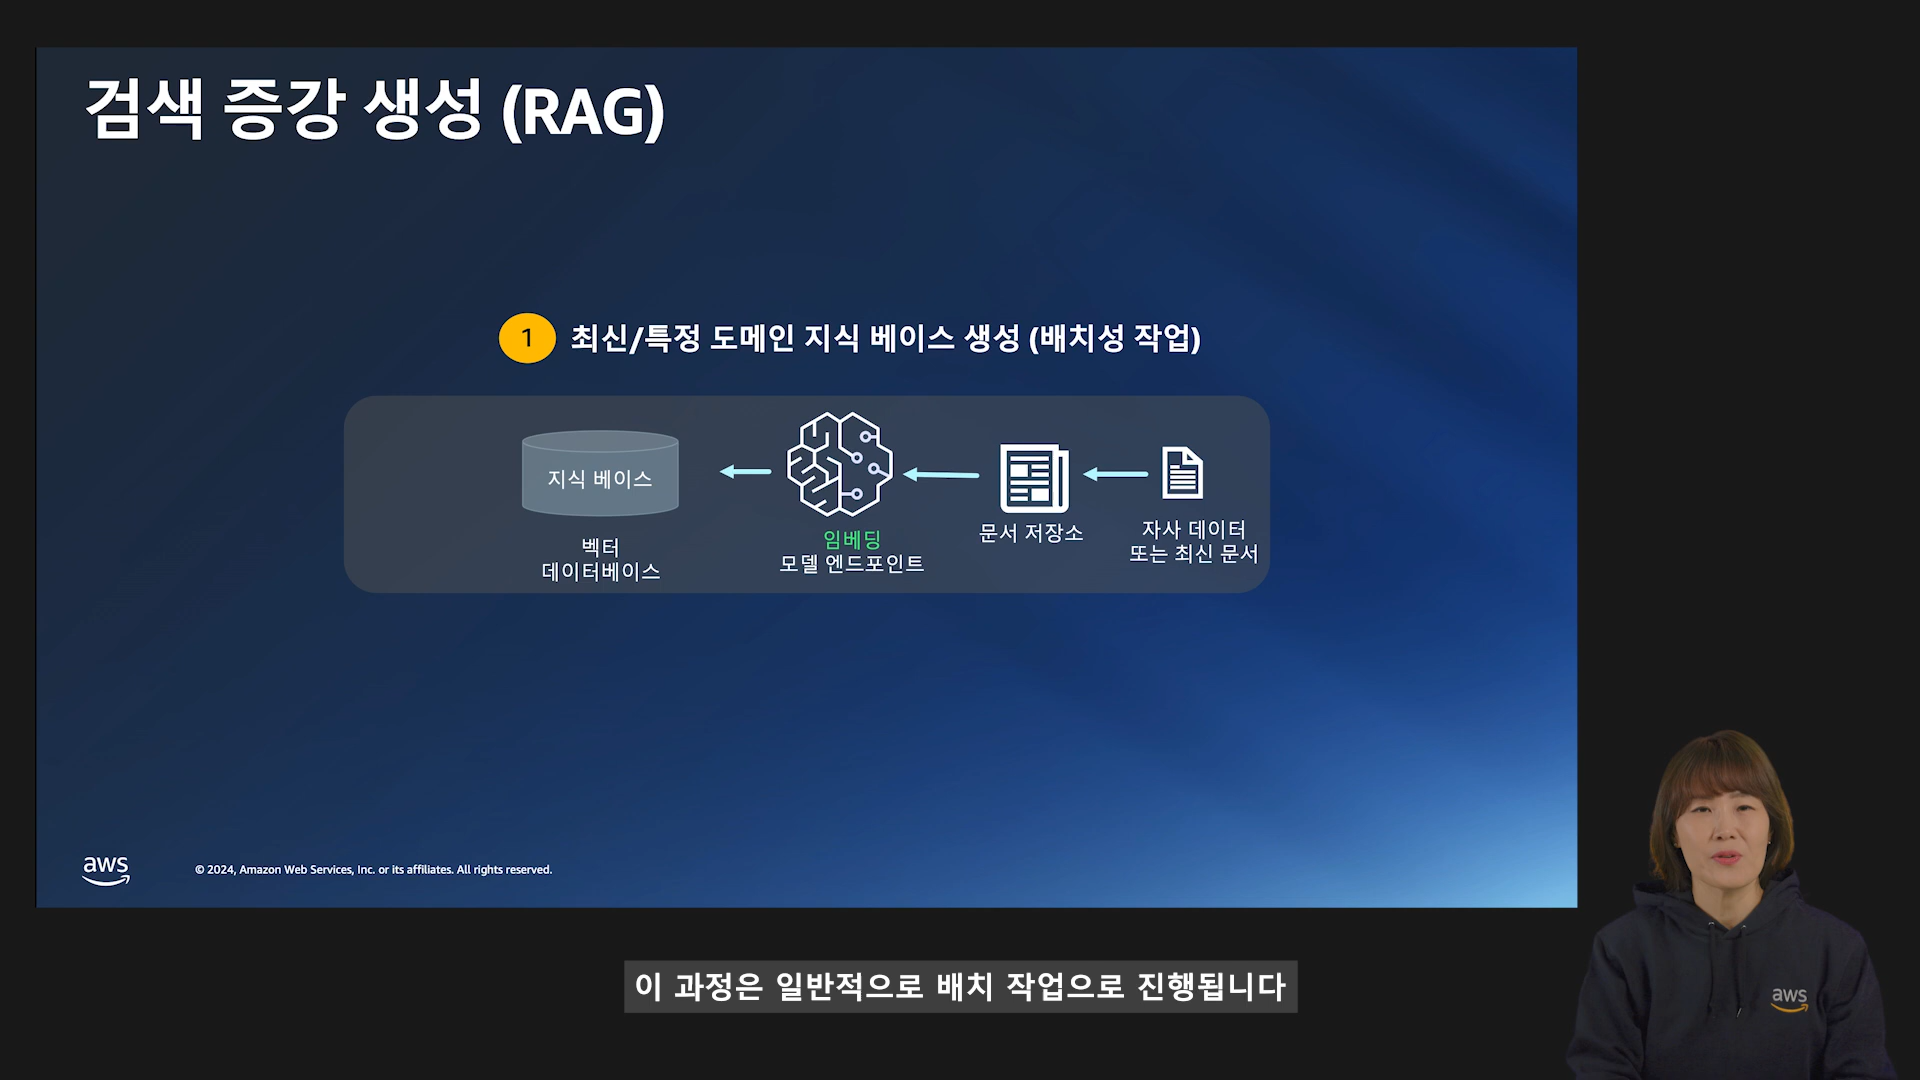 검색 증강 생성 (RAG)
1 최신/특정 도메인 지식 베이스 생성 (배치성 작업)
지식 베이스
벡터
데이터베이스
임베딩
모델 엔드포인트
문서 저장소
자사 데이터
또는 최신 문서
aws
© 2024, Amazon Web Services, Inc. or its affiliates. All rights reserved.
이 과정은 일반적으로 배치 작업으로 진행됩니다
aws